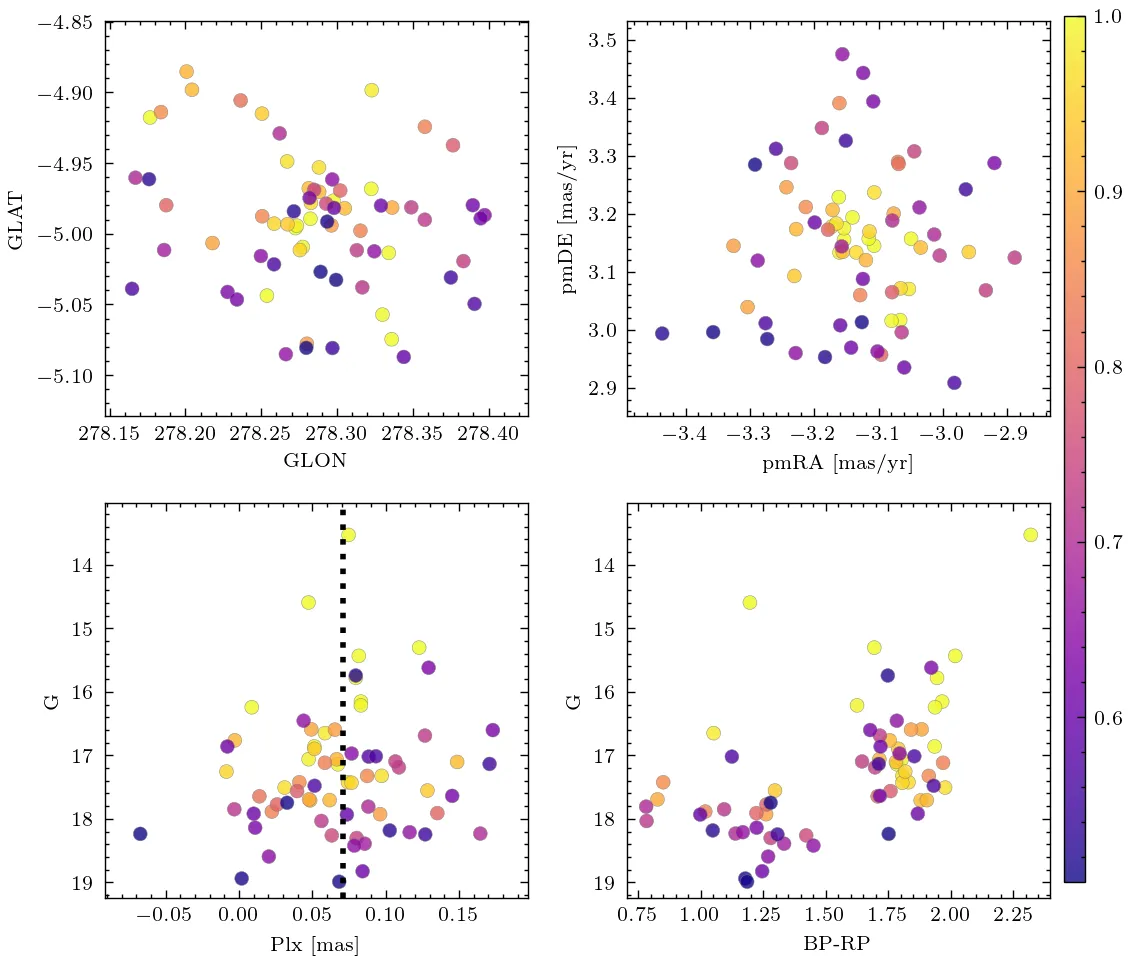 −4.85
−4.90
−4.95
−5.00
−5.05
−5.10
GLAT
278.15 278.20 278.25 278.30 278.35 278.40
GLON
3.5
3.4
3.3
3.2
3.1
3.0
2.9
pmDE [mas/yr]
−3.4 −3.3 −3.2 −3.1 −3.0 −2.9
pmRA [mas/yr]
14
15
16
17
18
19
G
−0.05 0.00 0.05 0.10 0.15
Plx [mas]
14
15
16
17
18
19
G
0.75 1.00 1.25 1.50 1.75 2.00 2.25
BP-RP
1.0
0.9
0.8
0.7
0.6